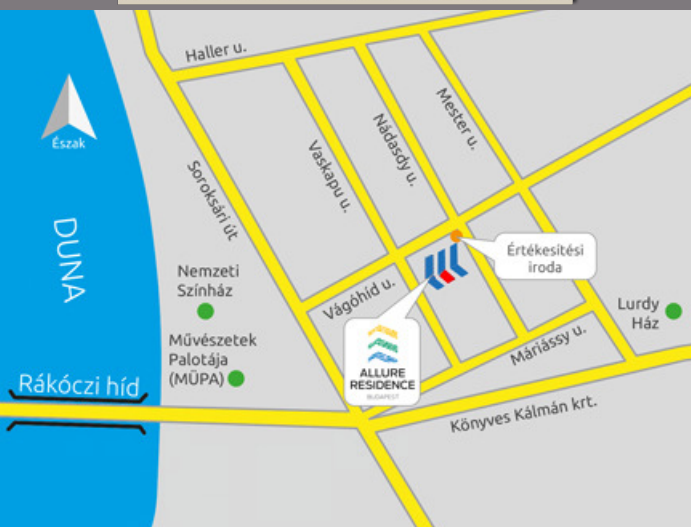 Haller u.
Észak
Mester u.
Nádasdy u.
Vaskapu u.
Soroksári út
DUNA
Értékesítési
iroda
Nemzeti
Színház
Vágóhíd u.
Lurdy
Ház
Művészetek
Palotája
(MÜPA)
Máriássy u.
ALLURE
RESIDENCE
BUDAPEST
Rákóczi híd
Könyves Kálmán krt.